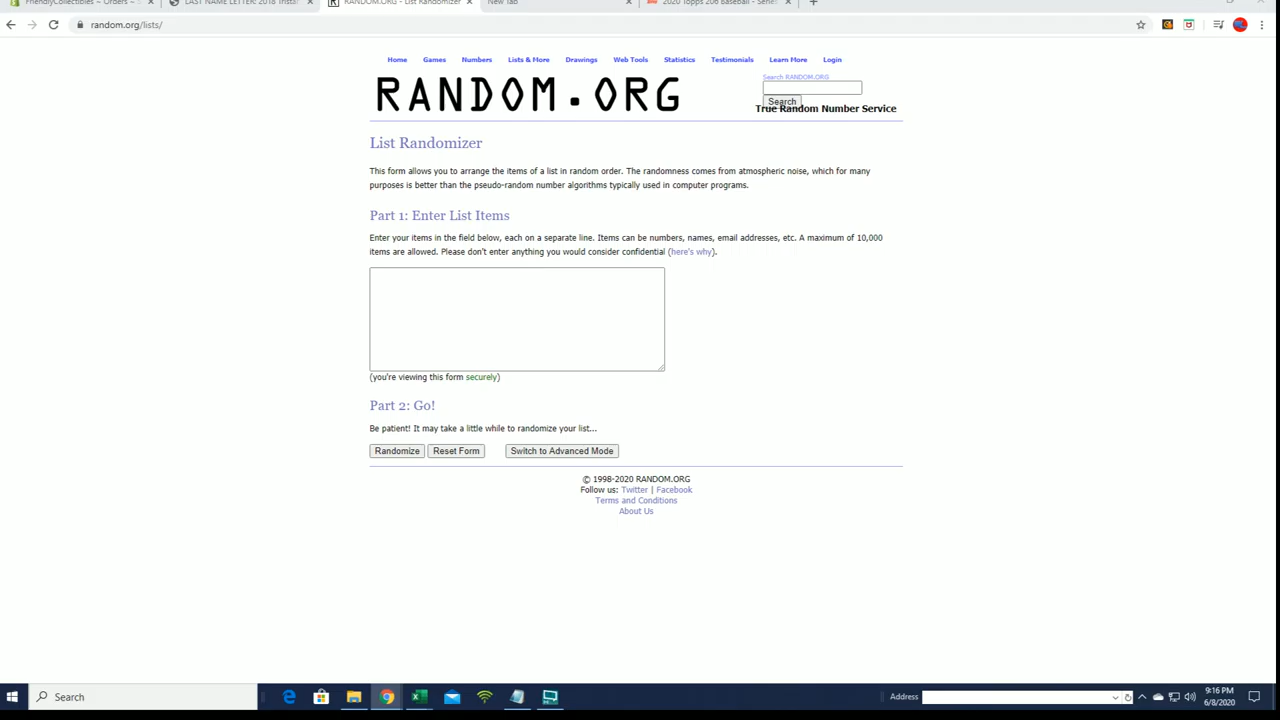 FriendlyCollectibles ~ Orders ~
LAST NAME LETTER: 2018 Insta
RANDOM.ORG - List Randomizer
New Tab
2020 Topps 206 Baseball - Series
random.org/lists/
Home Games Numbers Lists & More Drawings Web Tools Statistics Testimonials Learn More Login
RANDOM.ORG
Search RANDOM.ORG
Search
True Random Number Service
List Randomizer
This form allows you to arrange the items of a list in random order. The randomness comes from atmospheric noise, which for many
purposes is better than the pseudo-random number algorithms typically used in computer programs.
Part 1: Enter List Items
Enter your items in the field below, each on a separate line. Items can be numbers, names, email addresses, etc. A maximum of 10,000
items are allowed. Please don't enter anything you would consider confidential (here's why).
(you're viewing this form securely)
Part 2: Go!
Be patient! It may take a little while to randomize your list...
Randomize Reset Form Switch to Advanced Mode
© 1998-2020 RANDOM.ORG
Follow us: Twitter | Facebook
Terms and Conditions
About Us
Search
Address
9:16 PM
6/8/2020